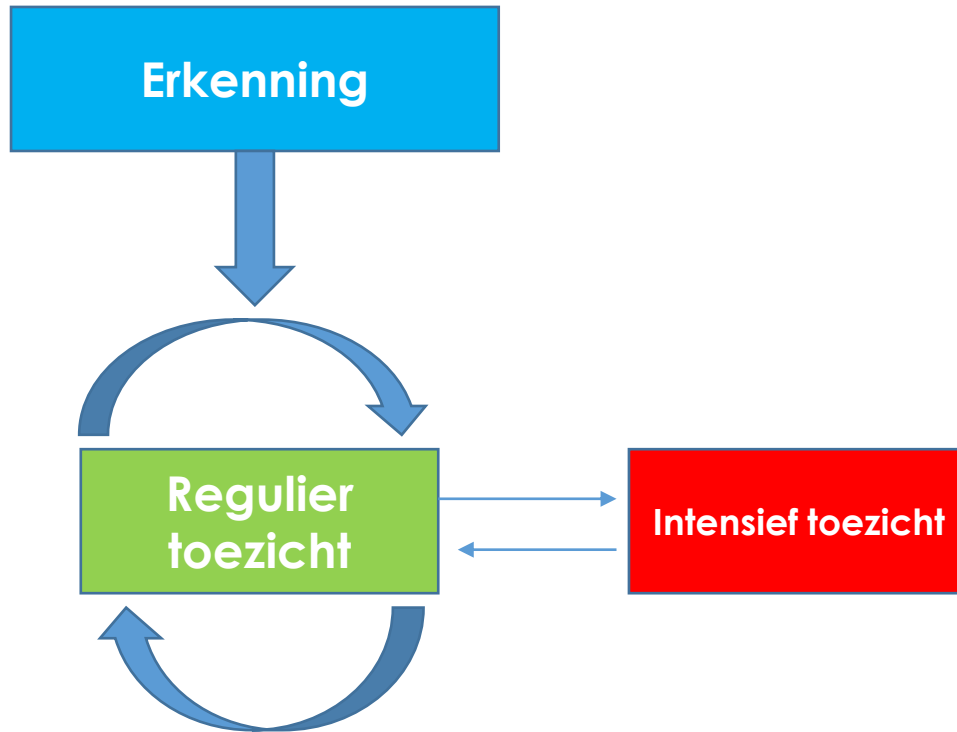 Erkenning
Regulier
toezicht
Intensief toezicht